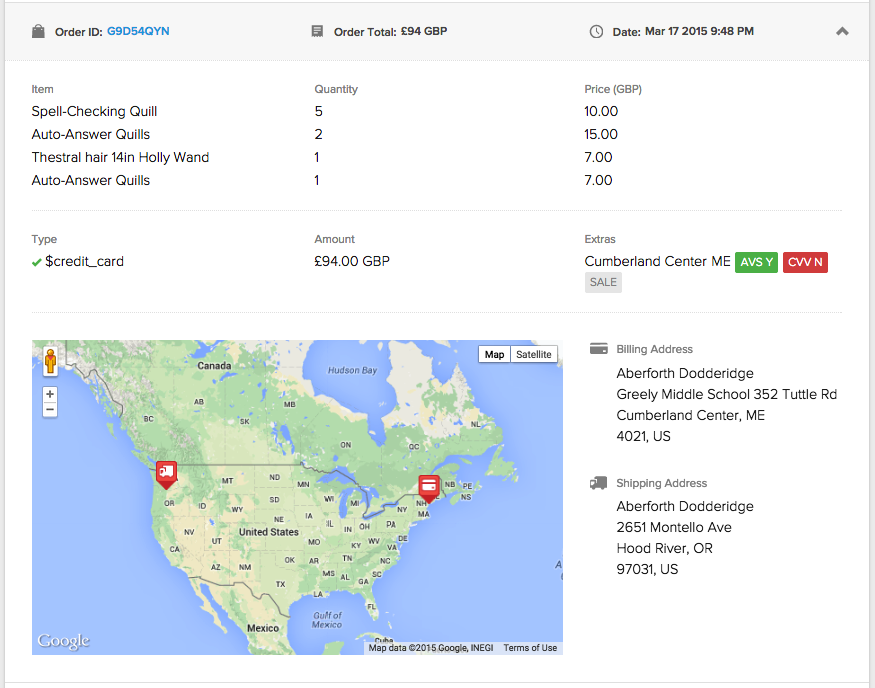 Order ID: G9D54QYN
Order Total: £94 GBP
Date: Mar 17 2015 9:48 PM
Item Quantity Price (GBP)
Spell-Checking Quill 5 10.00
Auto-Answer Quills 2 15.00
Thestral hair 14in Holly Wand 1 7.00
Auto-Answer Quills 1 7.00
Type Amount Extras
$credit_card £94.00 GBP Cumberland Center ME AVS Y CVV N
SALE
Map Satellite
+
−
Canada
Hudson Bay
AB
MB
BC
SK
NL
ON
QC
NB PE
NS
MT
ND
MN
OR
ID
SD
WI
MI
NH
WY
NY
MA
NE
IA
IL
IN
OH
PA
NV
UT
United States
MO
KY
WV
VA
DE
CA
AZ
NM
OK
AR
TN
NC
MS
AL
SC
GA
TX
LA
FL
Gulf of
Mexico
Mexico
Cuba
Google
Map data ©2015 Google, INEGI Terms of Use
Billing Address
Aberforth Dodderidge
Greely Middle School 352 Tuttle Rd
Cumberland Center, ME
4021, US
Shipping Address
Aberforth Dodderidge
2651 Montello Ave
Hood River, OR
97031, US